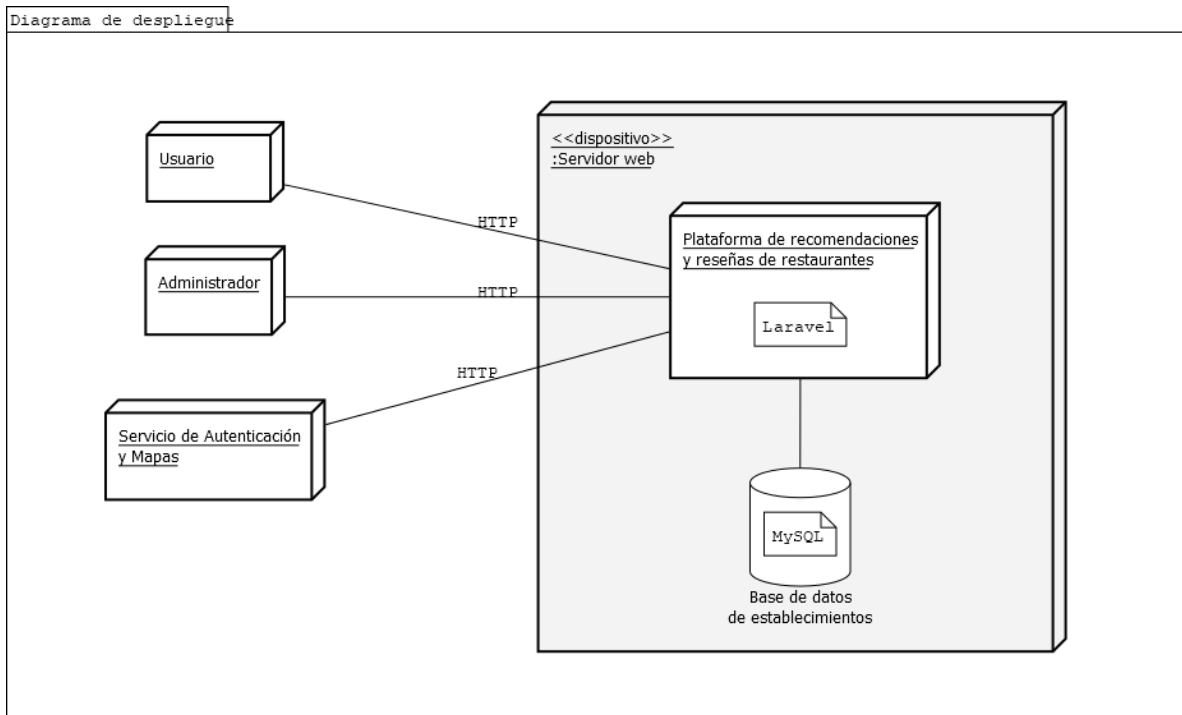 Diagrama de despliegue
<<dispositivo>>
:Servidor web
Usuario
HTTP
Plataforma de recomendaciones
y reseñas de restaurantes
Administrador
HTTP
Laravel
HTTP
Servicio de Autenticación
y Mapas
MySQL
Base de datos
de establecimientos